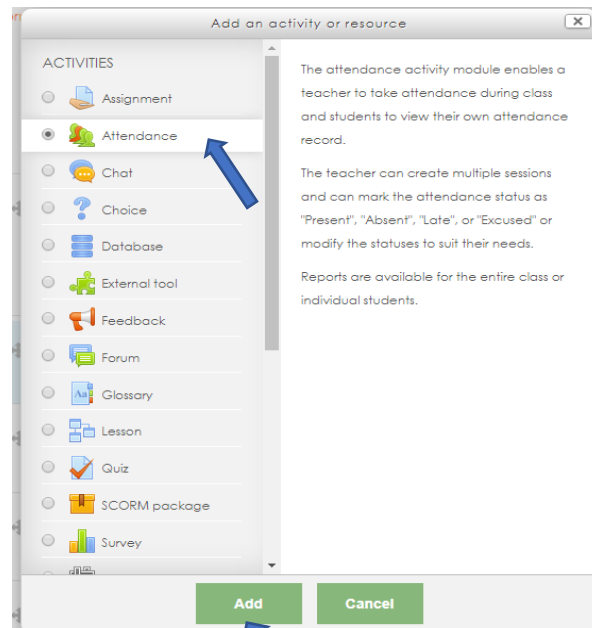 Add an activity or resource
ACTIVITIES
Assignment
Attendance
Chat
Choice
Database
External tool
Feedback
Forum
Aa
Glossary
Lesson
Quiz
SCORM package
Survey
The attendance activity module enables a
teacher to take attendance during class
and students to view their own attendance
record.
The teacher can create multiple sessions
and can mark the attendance status as
"Present", "Absent", "Late", or "Excused" or
modify the statuses to suit their needs.
Reports are available for the entire class or
individual students.
Add
Cancel